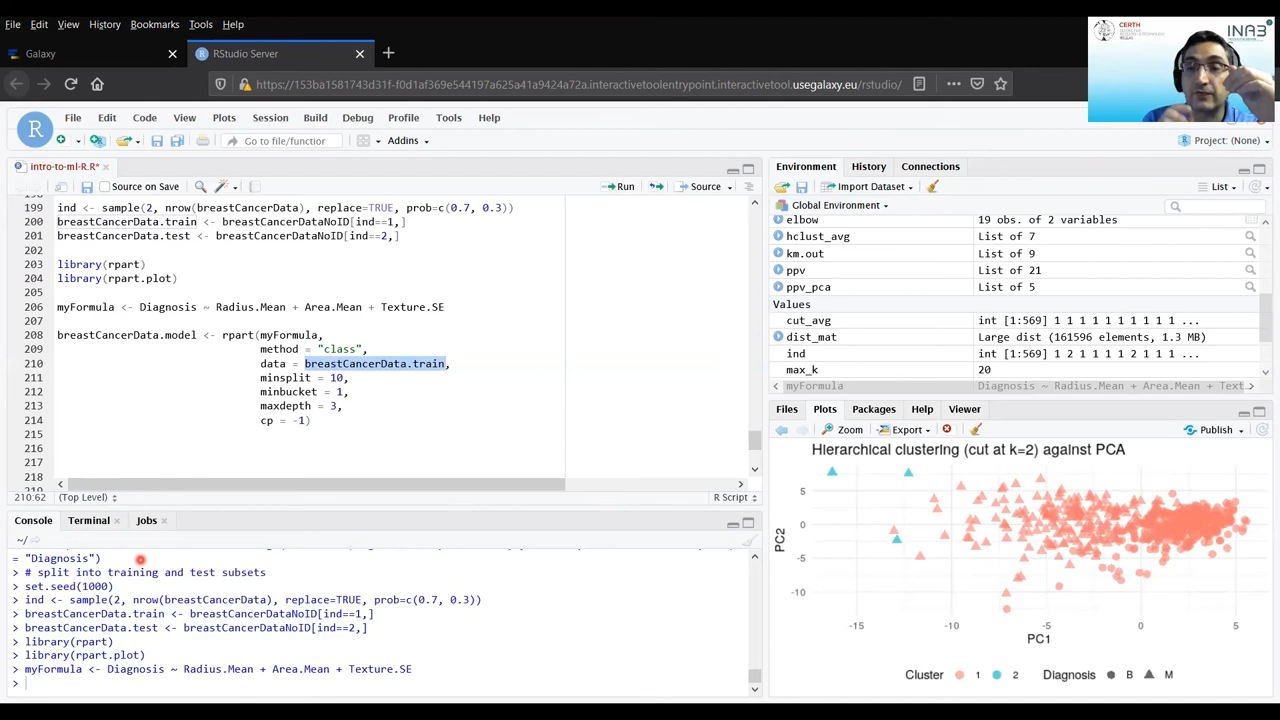 File Edit View History Bookmarks Tools Help
Galaxy
RStudio Server
https://153ba1581743d31f-f0d1af369e544197a625a41a9424a72a.interactivetoolentrypoint.interactivetool.usegalaxy.eu/rstudio/
CERTH
INAB
File Edit Code View Plots Session Build Debug Profile Tools Help
Go to file/function
Addins
Project: (None)
intro-to-ml-R.R*
Source on Save
Run
Source
199 ind <- sample(2, nrow(breastCancerData), replace=TRUE, prob=c(0.7, 0.3))
200 breastCancerData.train <- breastCancerDataNoID[ind==1,]
201 breastCancerData.test <- breastCancerDataNoID[ind==2,]
202
203 library(rpart)
204 library(rpart.plot)
205
206 myFormula <- Diagnosis ~ Radius.Mean + Area.Mean + Texture.SE
207
208 breastCancerData.model <- rpart(myFormula,
209 method = "class",
210 data = breastCancerData.train,
211 minsplit = 10,
212 minbucket = 1,
213 maxdepth = 3,
214 cp = -1)
215
216
217
218
210:62 (Top Level) R Script
Console Terminal Jobs
~/
= "Diagnosis")
> # split into training and test subsets
> set.seed(1000)
> ind <- sample(2, nrow(breastCancerData), replace=TRUE, prob=c(0.7, 0.3))
> breastCancerData.train <- breastCancerDataNoID[ind==1,]
> breastCancerData.test <- breastCancerDataNoID[ind==2,]
> library(rpart)
> library(rpart.plot)
> myFormula <- Diagnosis ~ Radius.Mean + Area.Mean + Texture.SE
>
Environment History Connections
Import Dataset
List
Global Environment
elbow 19 obs. of 2 variables
hclust_avg List of 7
km.out List of 9
ppv List of 21
ppv_pca List of 5
Values
cut_avg int [1:569] 1 1 1 1 1 1 1 1 1 1 ...
dist_mat Large dist (161596 elements, 1.3 MB)
ind int [1:569] 1 2 1 1 1 1 2 1 1 1 ...
max_k 20
myFormula Diagnosis ~ Radius.Mean + Area.Mean + Text...
Files Plots Packages Help Viewer
Zoom Export Publish
Hierarchical clustering (cut at k=2) against PCA
PC2
5
0
-5
-10
-15 -10 -5 0 5
PC1
Cluster 1 2 Diagnosis B M